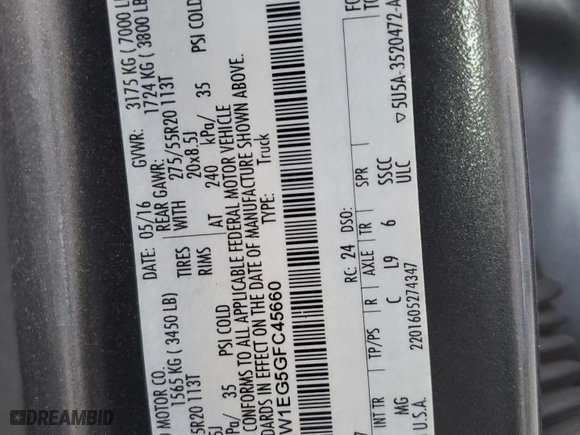 DATE: 05/16 GVWR: 3175 KG ( 7000 L
MOTOR CO.
1565 KG ( 3450 LB) REAR GAWR: 1724 KG ( 3800 LB
5R20 113T TIRES WITH 275/55R20 113T
5J RIMS 20x8.5J
Pa/ 35 PSI COLD AT 240 kPa/ 35 PSI COLD
CONFORMS TO ALL APPLICABLE FEDERAL MOTOR VEHICLE
DARDS IN EFFECT ON THE DATE OF MANUFACTURE SHOWN ABOVE.
W1EG5GFC45660 TYPE: Truck
RC: 24 DSO:
INT TR TP/PS R AXLE TR SPR
MG C L9 6 SSCC
U.S.A. 2201605274347 ULC
▽5U5A-3520472-A
DREAMBID